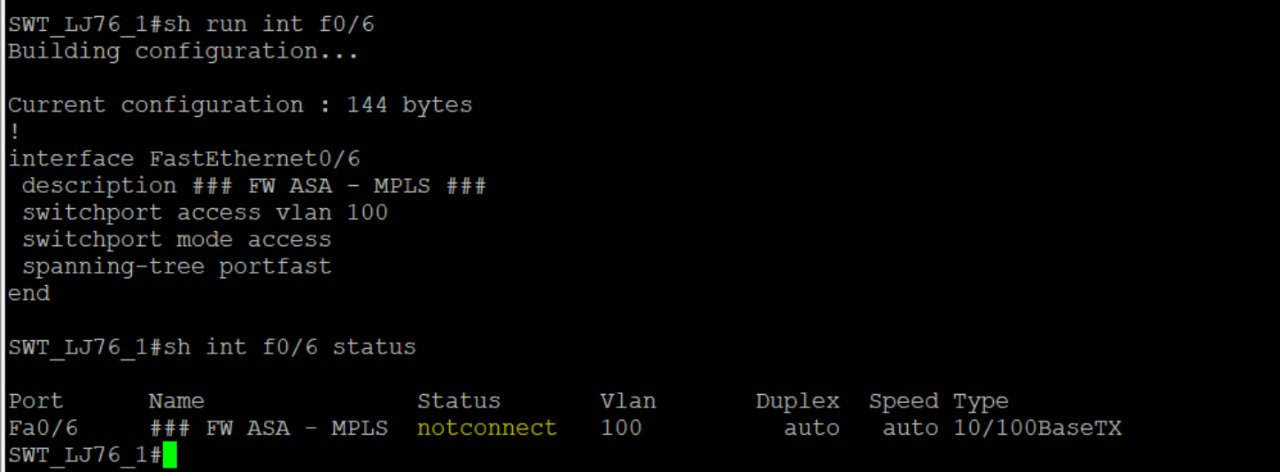 SWT_LJ76_1#sh run int f0/6
Building configuration...
Current configuration : 144 bytes
!
interface FastEthernet0/6
description ### FW ASA - MPLS ###
switchport access vlan 100
switchport mode access
spanning-tree portfast
end
SWT_LJ76_1#sh int f0/6 status
Port Name Status Vlan Duplex Speed Type
Fa0/6 ### FW ASA - MPLS notconnect 100 auto auto 10/100BaseTX
SWT_LJ76_1#